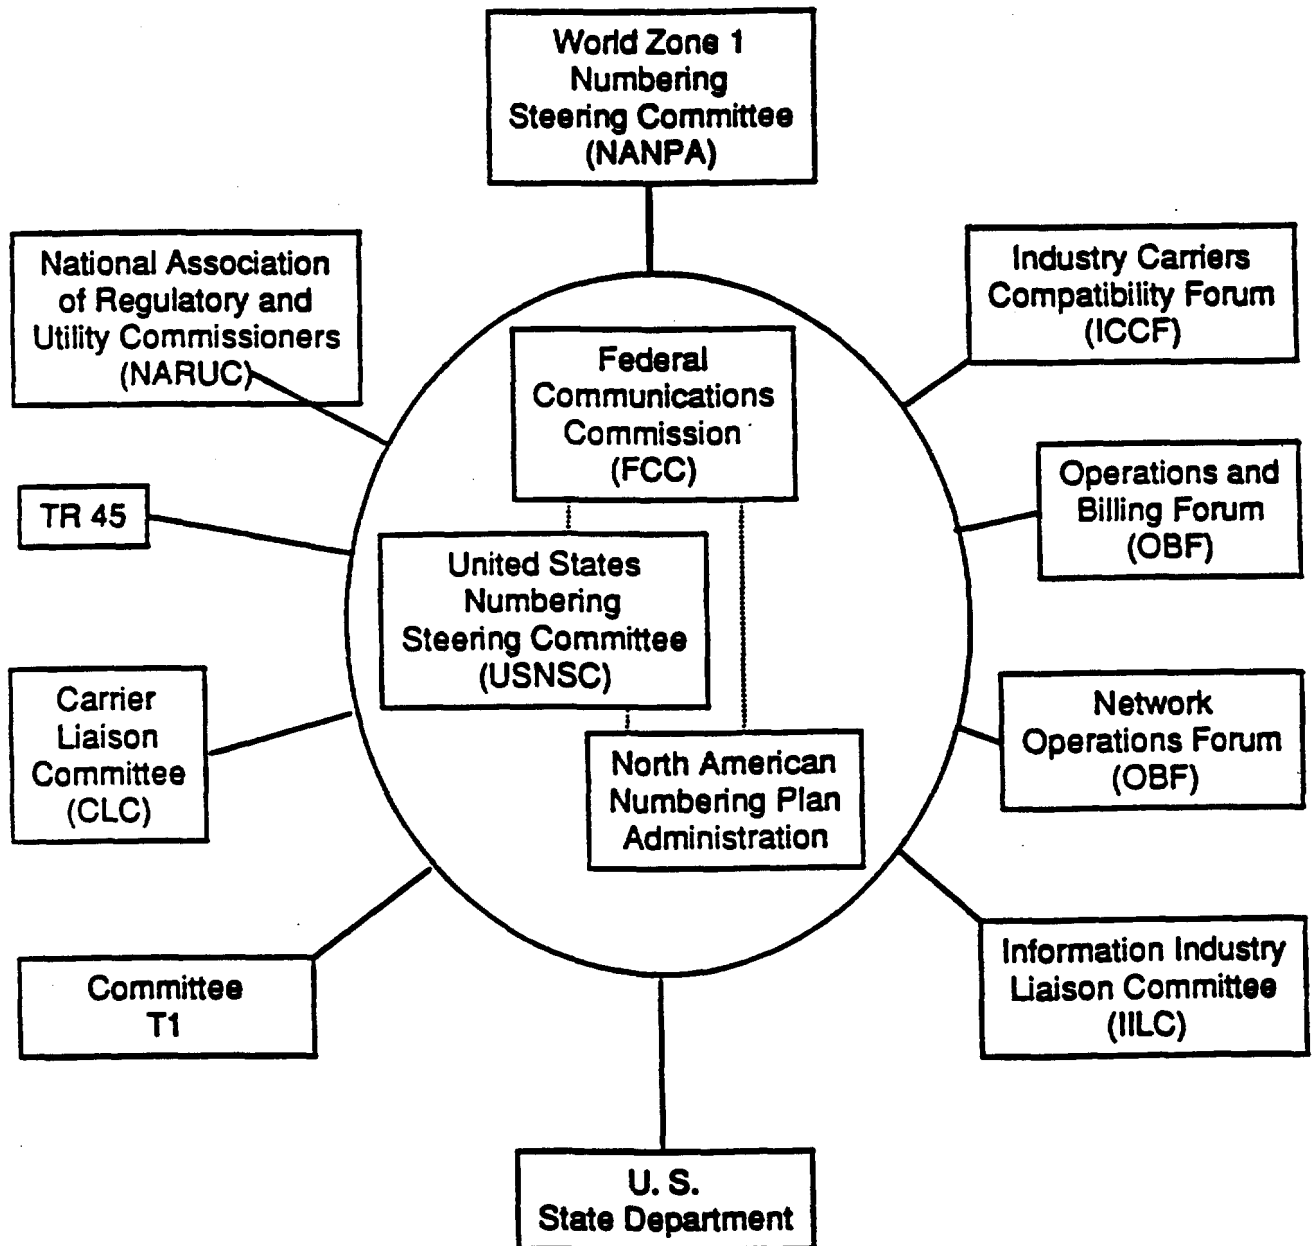 World Zone 1
Numbering
Steering Committee
(NANPA)
National Association
of Regulatory and
Utility Commissioners
(NARUC)
Industry Carriers
Compatibility Forum
(ICCF)
Federal
Communications
Commission
(FCC)
TR 45
Operations and
Billing Forum
(OBF)
United States
Numbering
Steering Committee
(USNSC)
Carrier
Liaison
Committee
(CLC)
Network
Operations Forum
(OBF)
North American
Numbering Plan
Administration
Committee
T1
Information Industry
Liaison Committee
(IILC)
U. S.
State Department